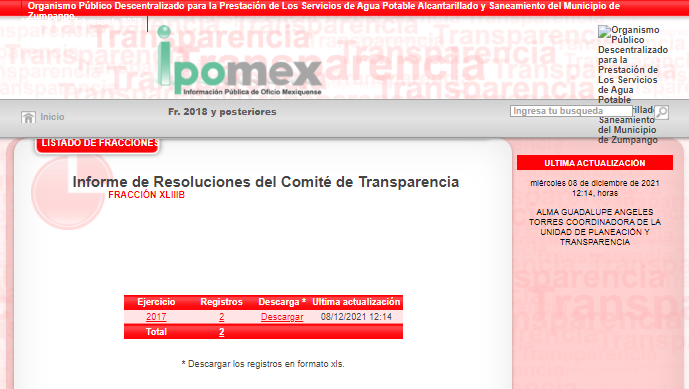 Organismo Público Descentralizado para la Prestación de Los Servicios de Agua Potable Alcantarillado y Saneamiento del Municipio de
Zumpango
ipomex
Información Pública de Oficio Mexiquense
Organismo
Público
Descentralizado
para la
Prestación de
Los Servicios
de Agua
Potable
Saneamiento
del Municipio
de Zumpango
Inicio
Fr. 2018 y posteriores
Ingresa tu busqueda
LISTADO DE FRACCIONES
Informe de Resoluciones del Comité de Transparencia
FRACCIÓN XLIIIB
ULTIMA ACTUALIZACIÓN
miércoles 08 de diciembre de 2021
12:14, horas
ALMA GUADALUPE ANGELES
TORRES COORDINADORA DE LA
UNIDAD DE PLANEACIÓN Y
TRANSPARENCIA
Ejercicio Registros Descarga * Ultima actualización
2017 2 Descargar 08/12/2021 12:14
Total 2
* Descargar los registros en formato xls.